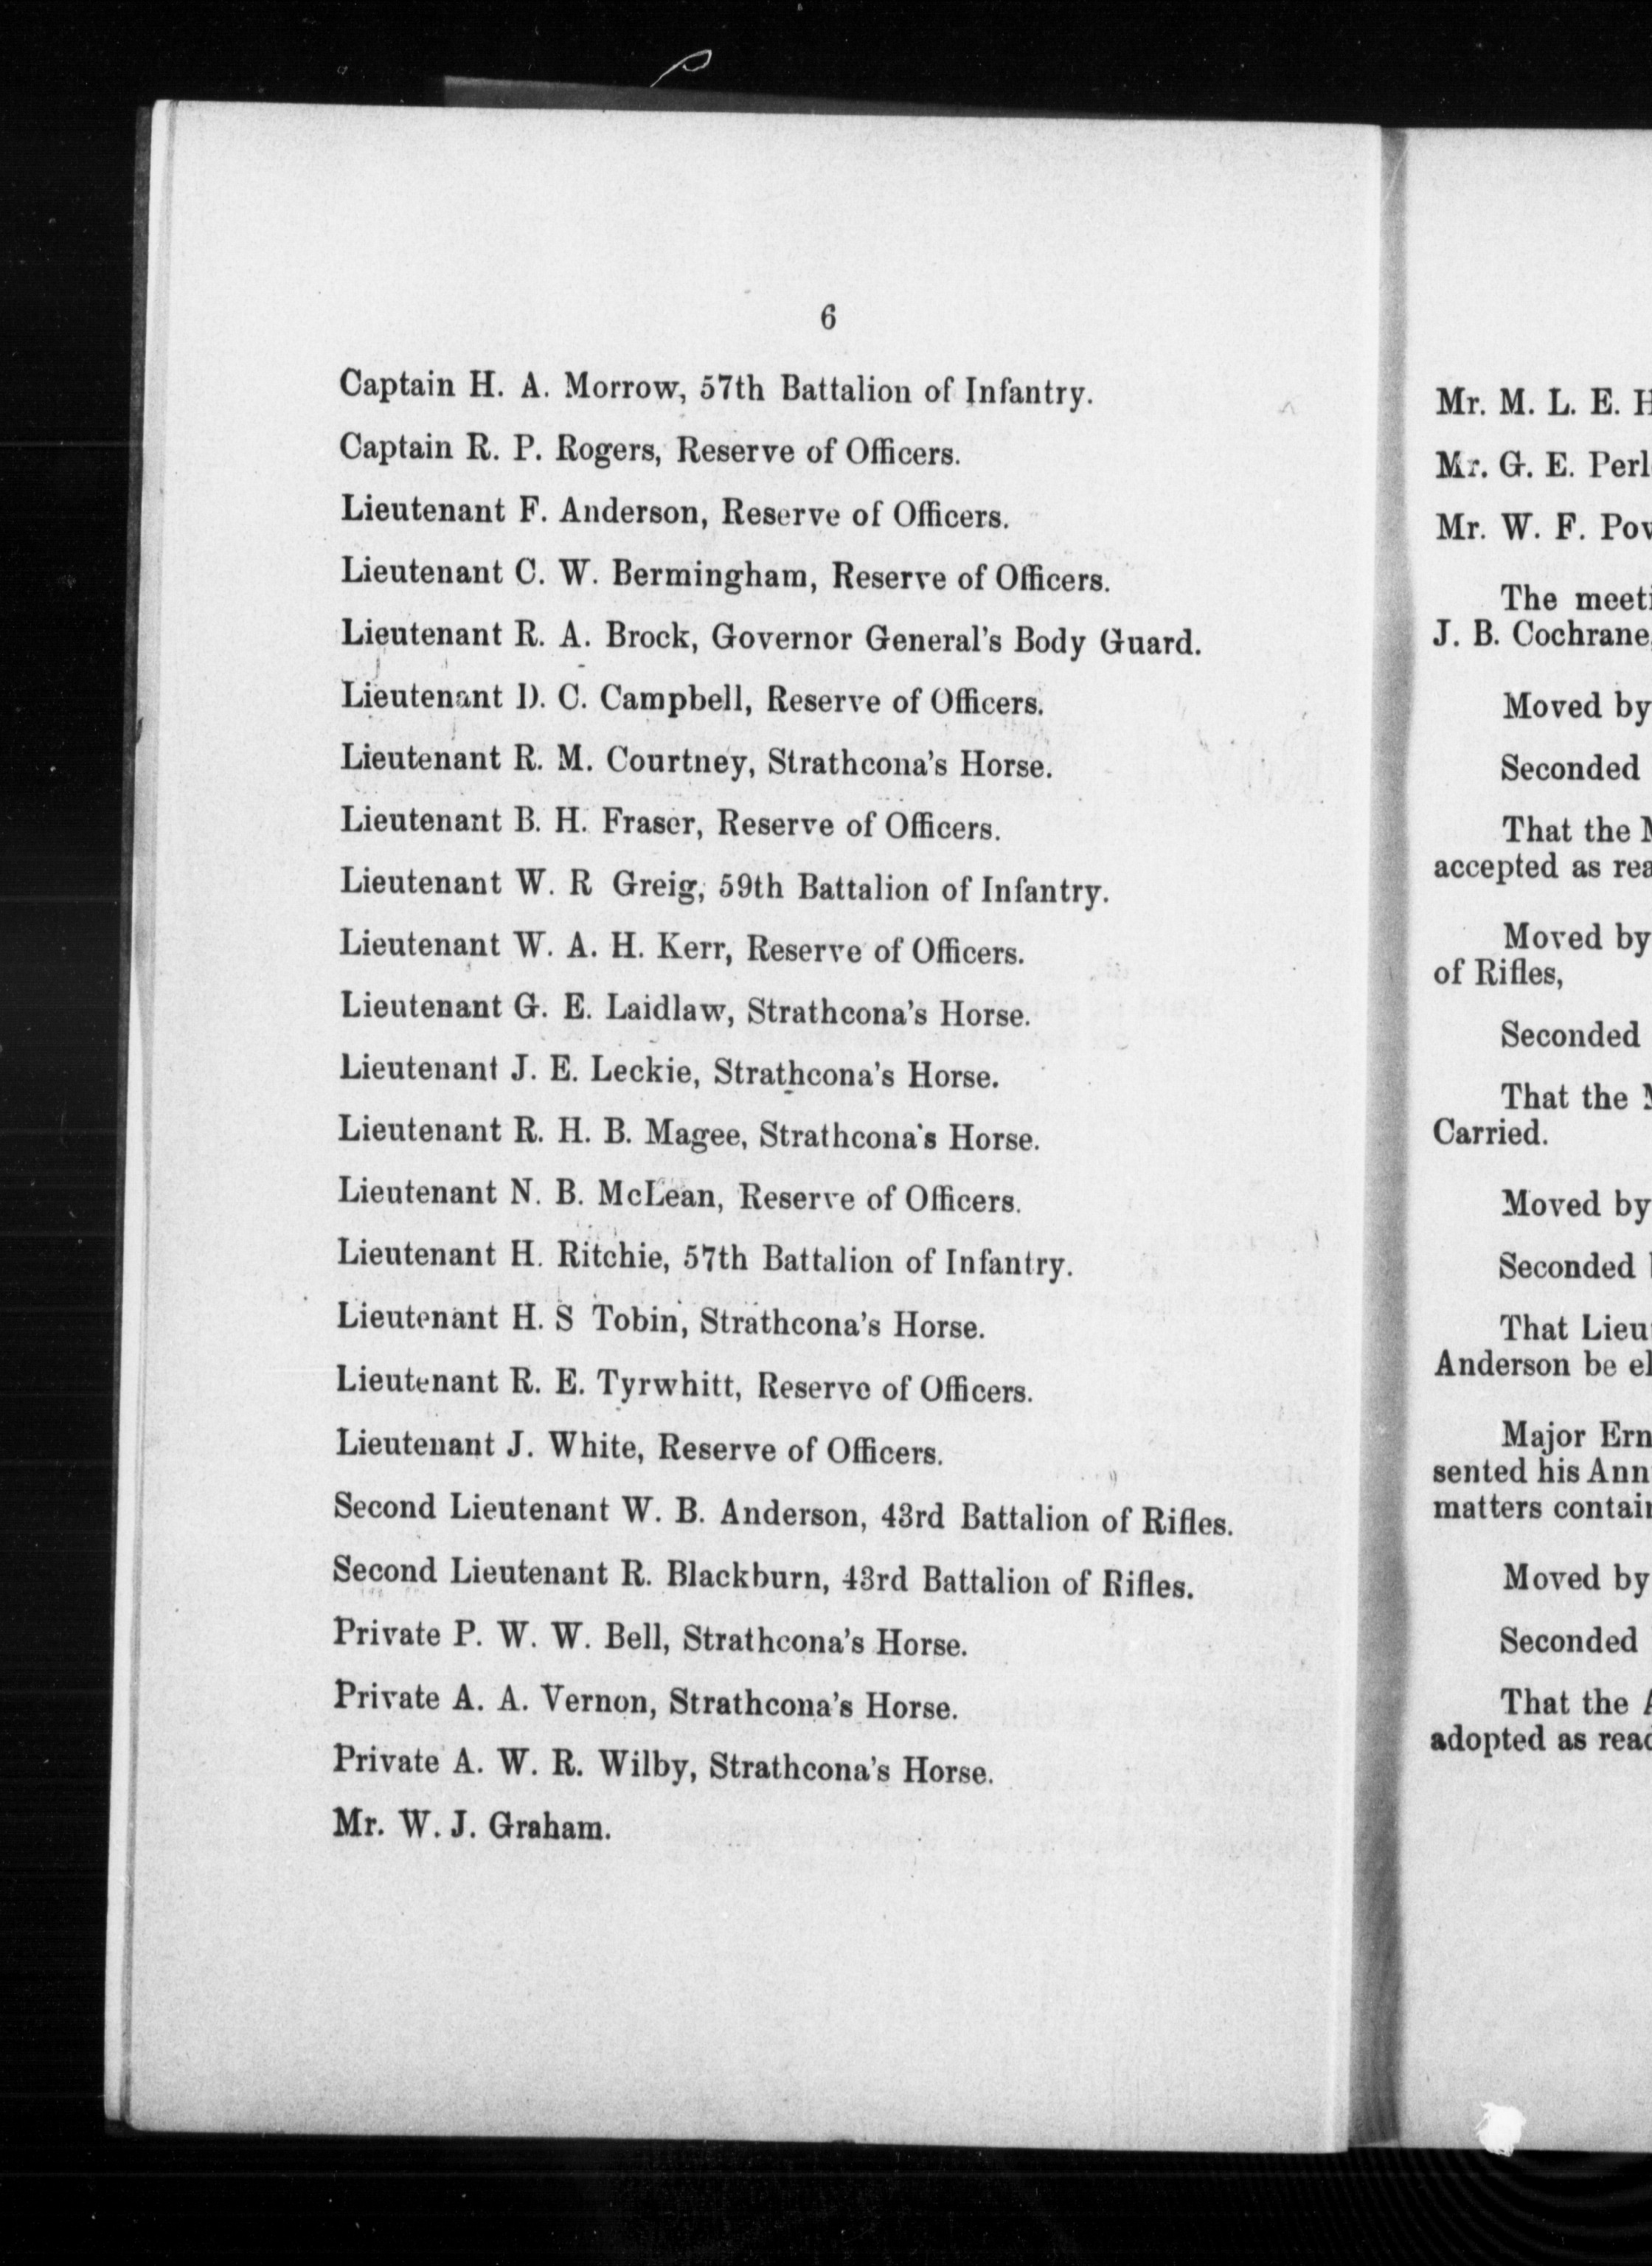 6
Captain H. A. Morrow, 57th Battalion of Infantry.
Captain R. P. Rogers, Reserve of Officers.
Lieutenant F. Anderson, Reserve of Officers.
Lieutenant C. W. Bermingham, Reserve of Officers.
Lieutenant R. A. Brock, Governor General's Body Guard.
Lieutenant D. C. Campbell, Reserve of Officers.
Lieutenant R. M. Courtney, Strathcona's Horse.
Lieutenant B. H. Fraser, Reserve of Officers.
Lieutenant W. R Greig, 59th Battalion of Infantry.
Lieutenant W. A. H. Kerr, Reserve of Officers.
Lieutenant G. E. Laidlaw, Strathcona's Horse.
Lieutenant J. E. Leckie, Strathcona's Horse.
Lieutenant R. H. B. Magee, Strathcona's Horse.
Lieutenant N. B. McLean, Reserve of Officers.
Lieutenant H. Ritchie, 57th Battalion of Infantry.
Lieutenant H. S Tobin, Strathcona's Horse.
Lieutenant R. E. Tyrwhitt, Reserve of Officers.
Lieutenant J. White, Reserve of Officers.
Second Lieutenant W. B. Anderson, 43rd Battalion of Rifles.
Second Lieutenant R. Blackburn, 43rd Battalion of Rifles.
Private P. W. W. Bell, Strathcona's Horse.
Private A. A. Vernon, Strathcona's Horse.
Private A. W. R. Wilby, Strathcona's Horse.
Mr. W. J. Graham.
Mr. M. L. E.
Mr. G. E.
Mr. W. F.
The
J. B. Cochrane,
Moved by
Seconded
That the
accepted as
Moved by
of Rifles,
Seconded
That the
Carried.
Moved by
Seconded
That
Anderson be
Major
sented his
matters
Moved by
Seconded
That the
adopted as